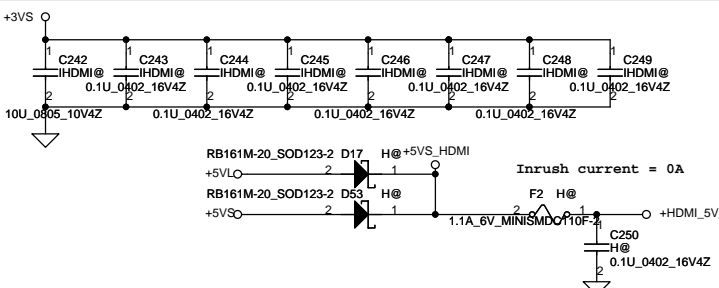 +3VS
1 1 1 1 1 1 1 1
C242 C243 C244 C245 C246 C247 C248 C249
IHDMI@ IHDMI@ IHDMI@ IHDMI@ IHDMI@ IHDMI@ IHDMI@ IHDMI@
0.1U_0402_16V4Z 0.1U_0402_16V4Z 0.1U_0402_16V4Z 0.1U_0402_16V4Z
2 2 2 2 2 2 2 2
10U_0805_10V4Z 0.1U_0402_16V4Z 0.1U_0402_16V4Z 0.1U_0402_16V4Z
RB161M-20_SOD123-2 D17 H@ +5VS_HDMI
+5VL 2 1
Inrush current = 0A
RB161M-20_SOD123-2 D53 H@
F2 H@
+5VS 2 1
2 1 +HDMI_5V
1.1A_6V_MINISMDC110F-2
1
C250
H@
0.1U_0402_16V4Z
2